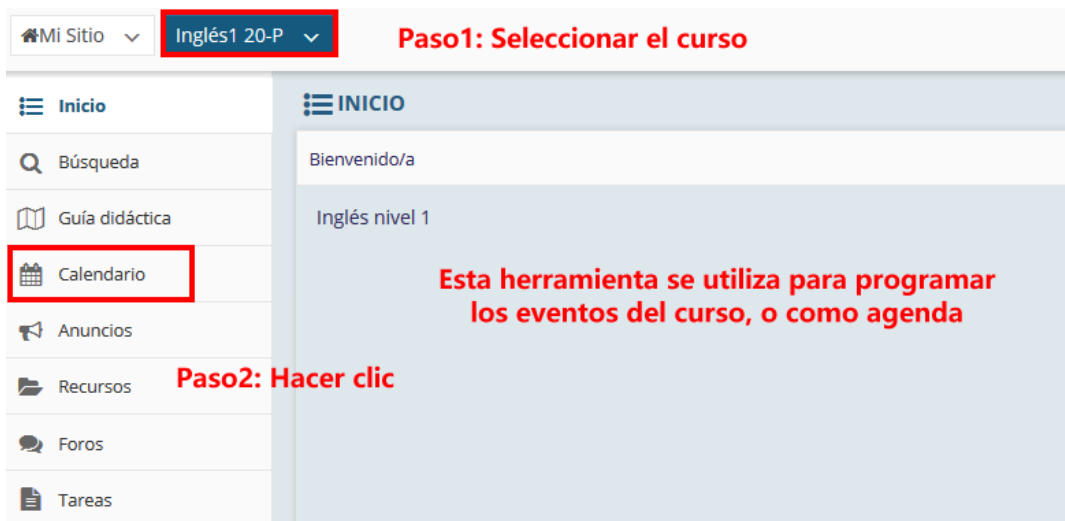 Mi Sitio
Inglés1 20-P
Paso1: Seleccionar el curso
Inicio
INICIO
Búsqueda
Bienvenido/a
Guía didáctica
Inglés nivel 1
Calendario
Esta herramienta se utiliza para programar
los eventos del curso, o como agenda
Anuncios
Recursos
Paso2: Hacer clic
Foros
Tareas